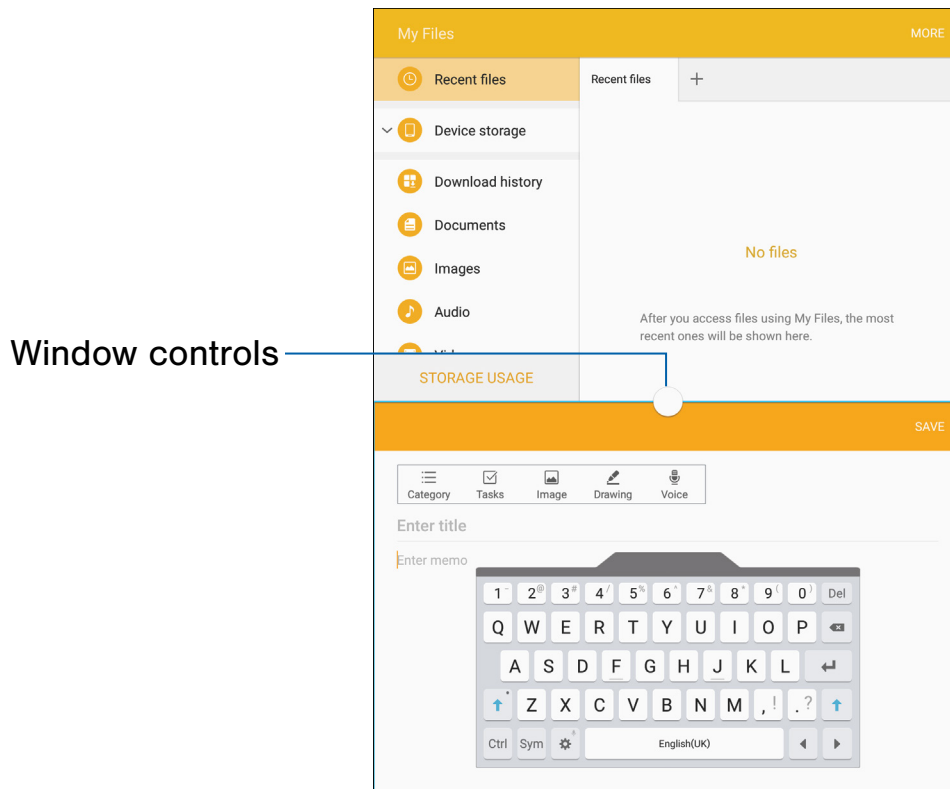 My Files
MORE
Recent files
Recent files
Device storage
Download history
Documents
No files
Images
Audio
After you access files using My Files, the most
recent ones will be shown here.
Window controls
STORAGE USAGE
SAVE
Category Tasks Image Drawing Voice
Enter title
Enter memo
1 - 2 @ 3 # 4 / 5 % 6 ^ 7 & 8 * 9 ( 0 ) Del
Q W E R T Y U I O P
A S D F G H J K L
Z X C V B N M , ! . ?
Ctrl Sym English(UK)